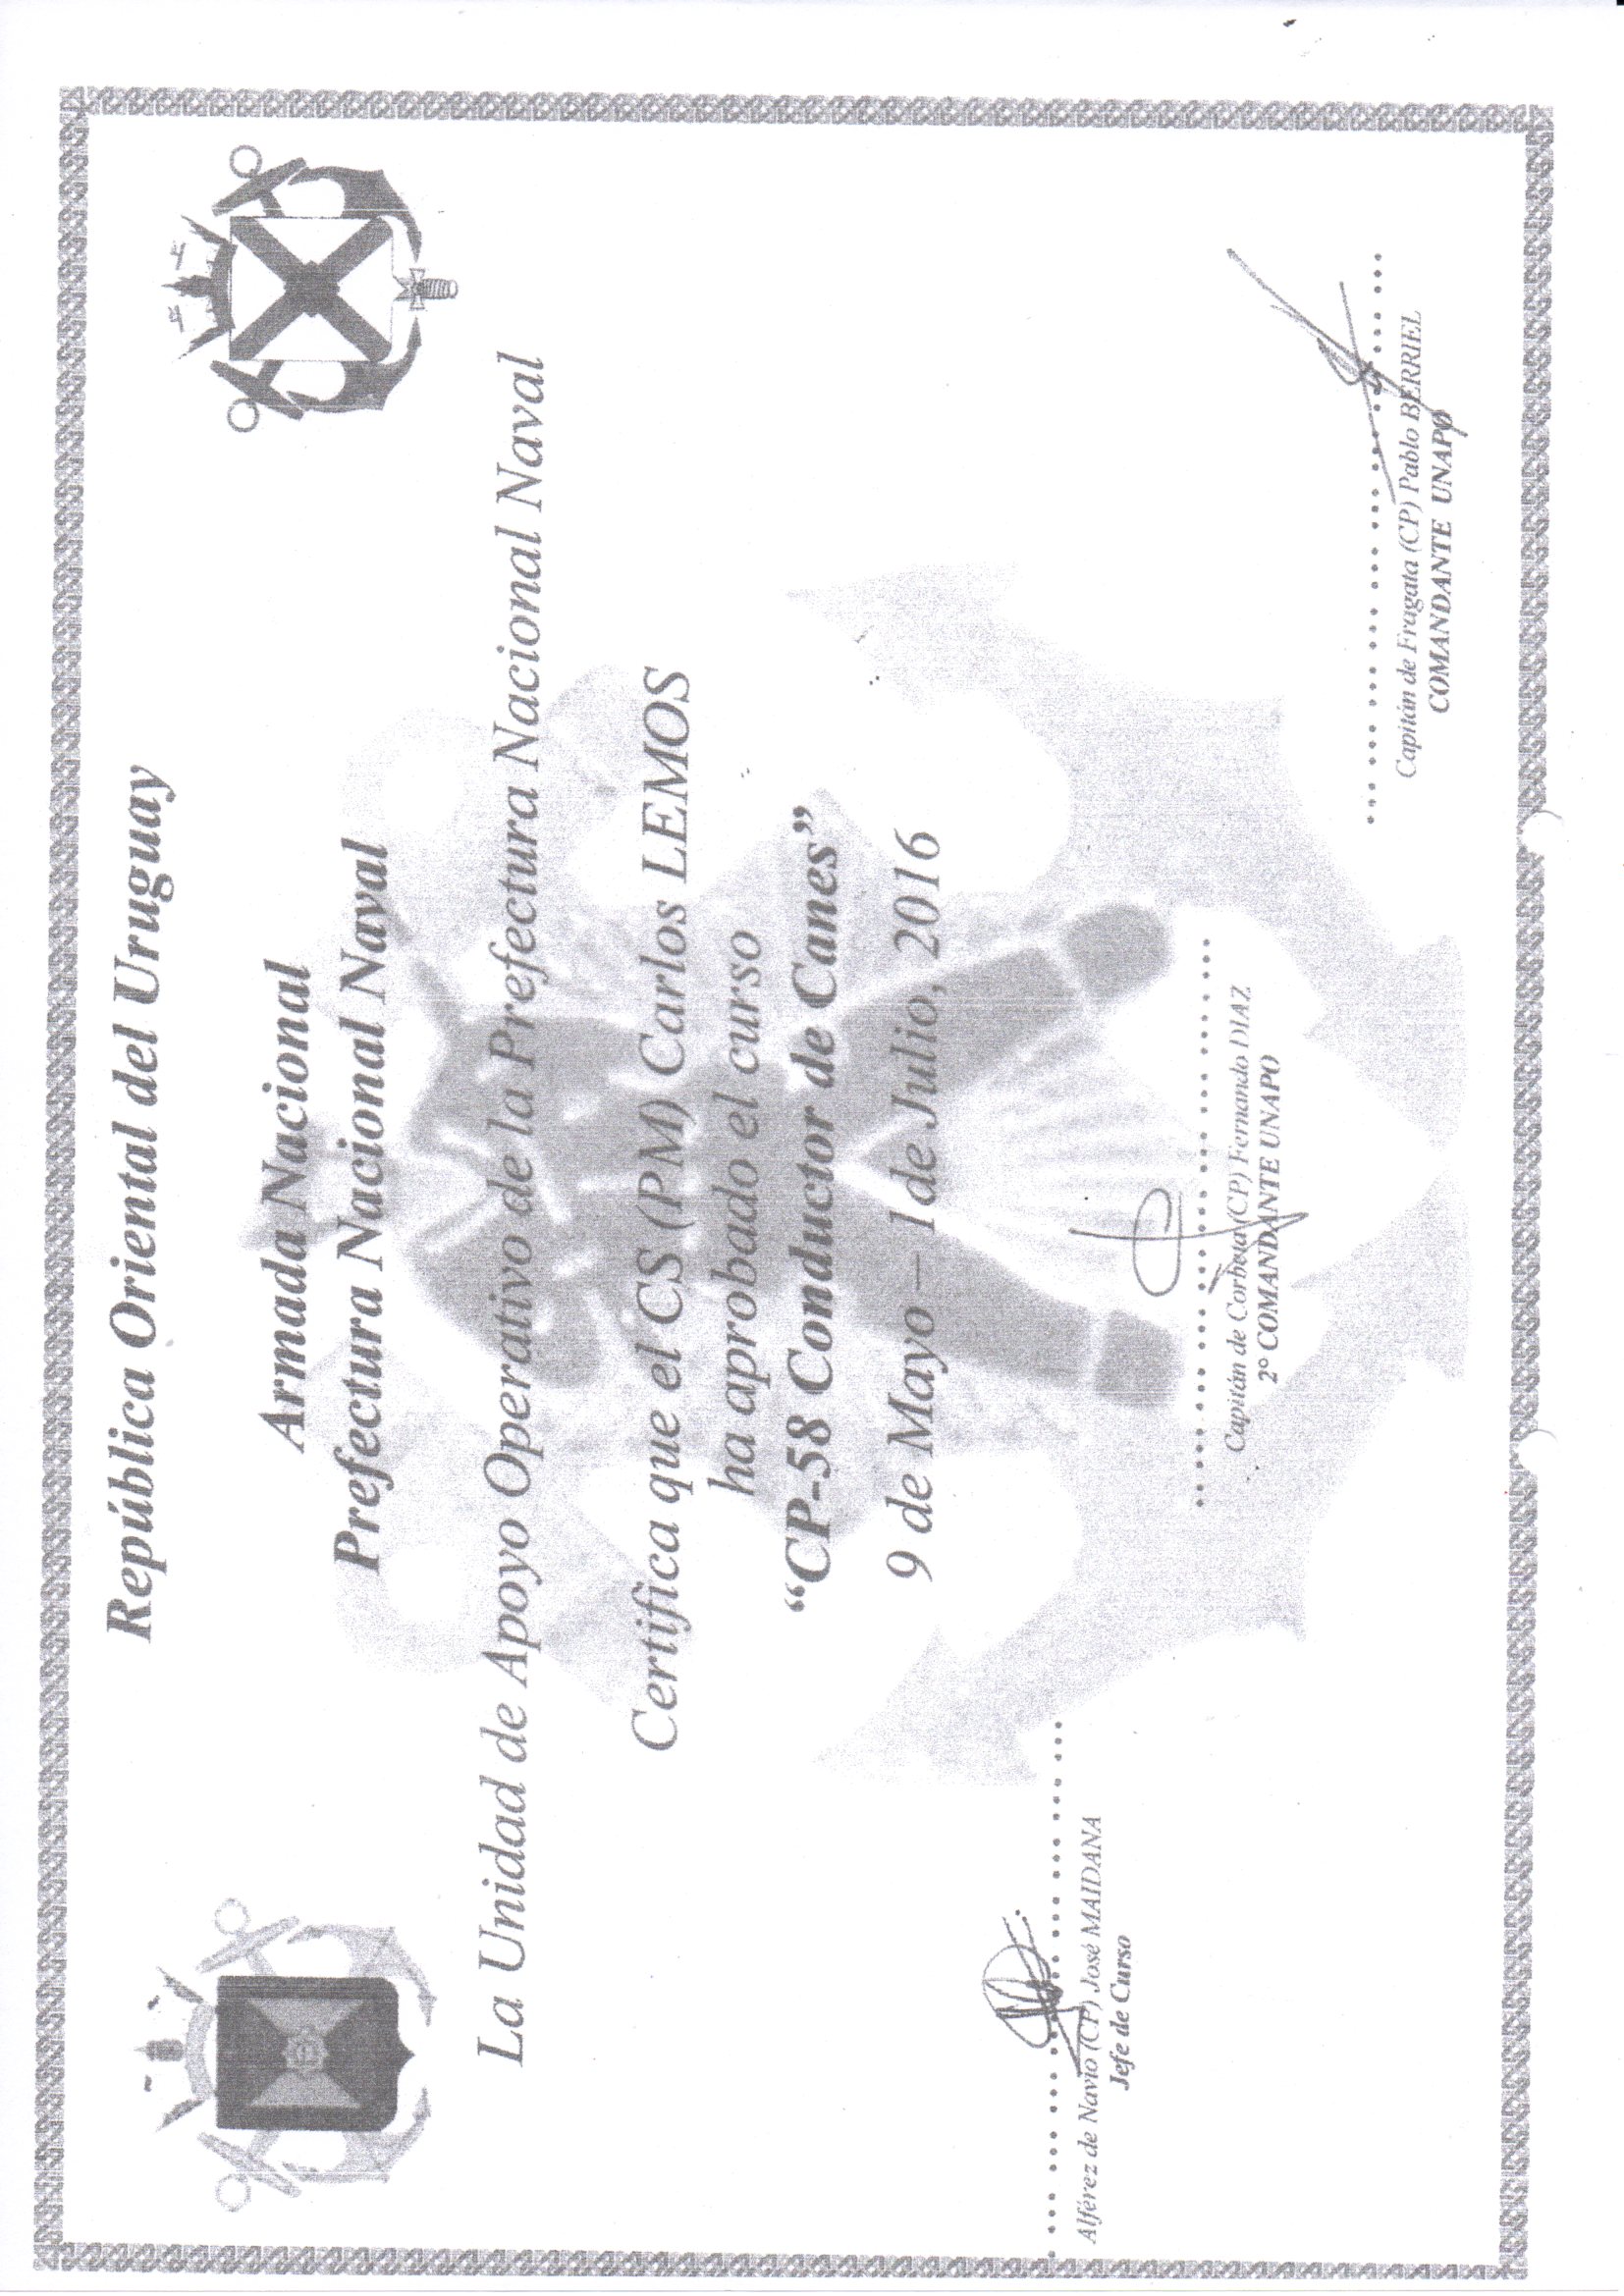 República Oriental del Uruguay
Armada Nacional
Prefectura Nacional Naval
La Unidad de Apoyo Operativo de la Prefectura Nacional Naval
Certifica que el CS (PM) Carlos LEMOS
ha aprobado el curso
“CP-58 Conductor de Canes”
9 de Mayo – 1de Julio, 2016
Alférez de Navío (CP) José MAIDANA
Jefe de Curso
Capitán de Corbeta (CP) Fernando DIAZ
2° COMANDANTE UNAPO
Capitán de Fragata (CP) Pablo BERRIEL
COMANDANTE UNAPO